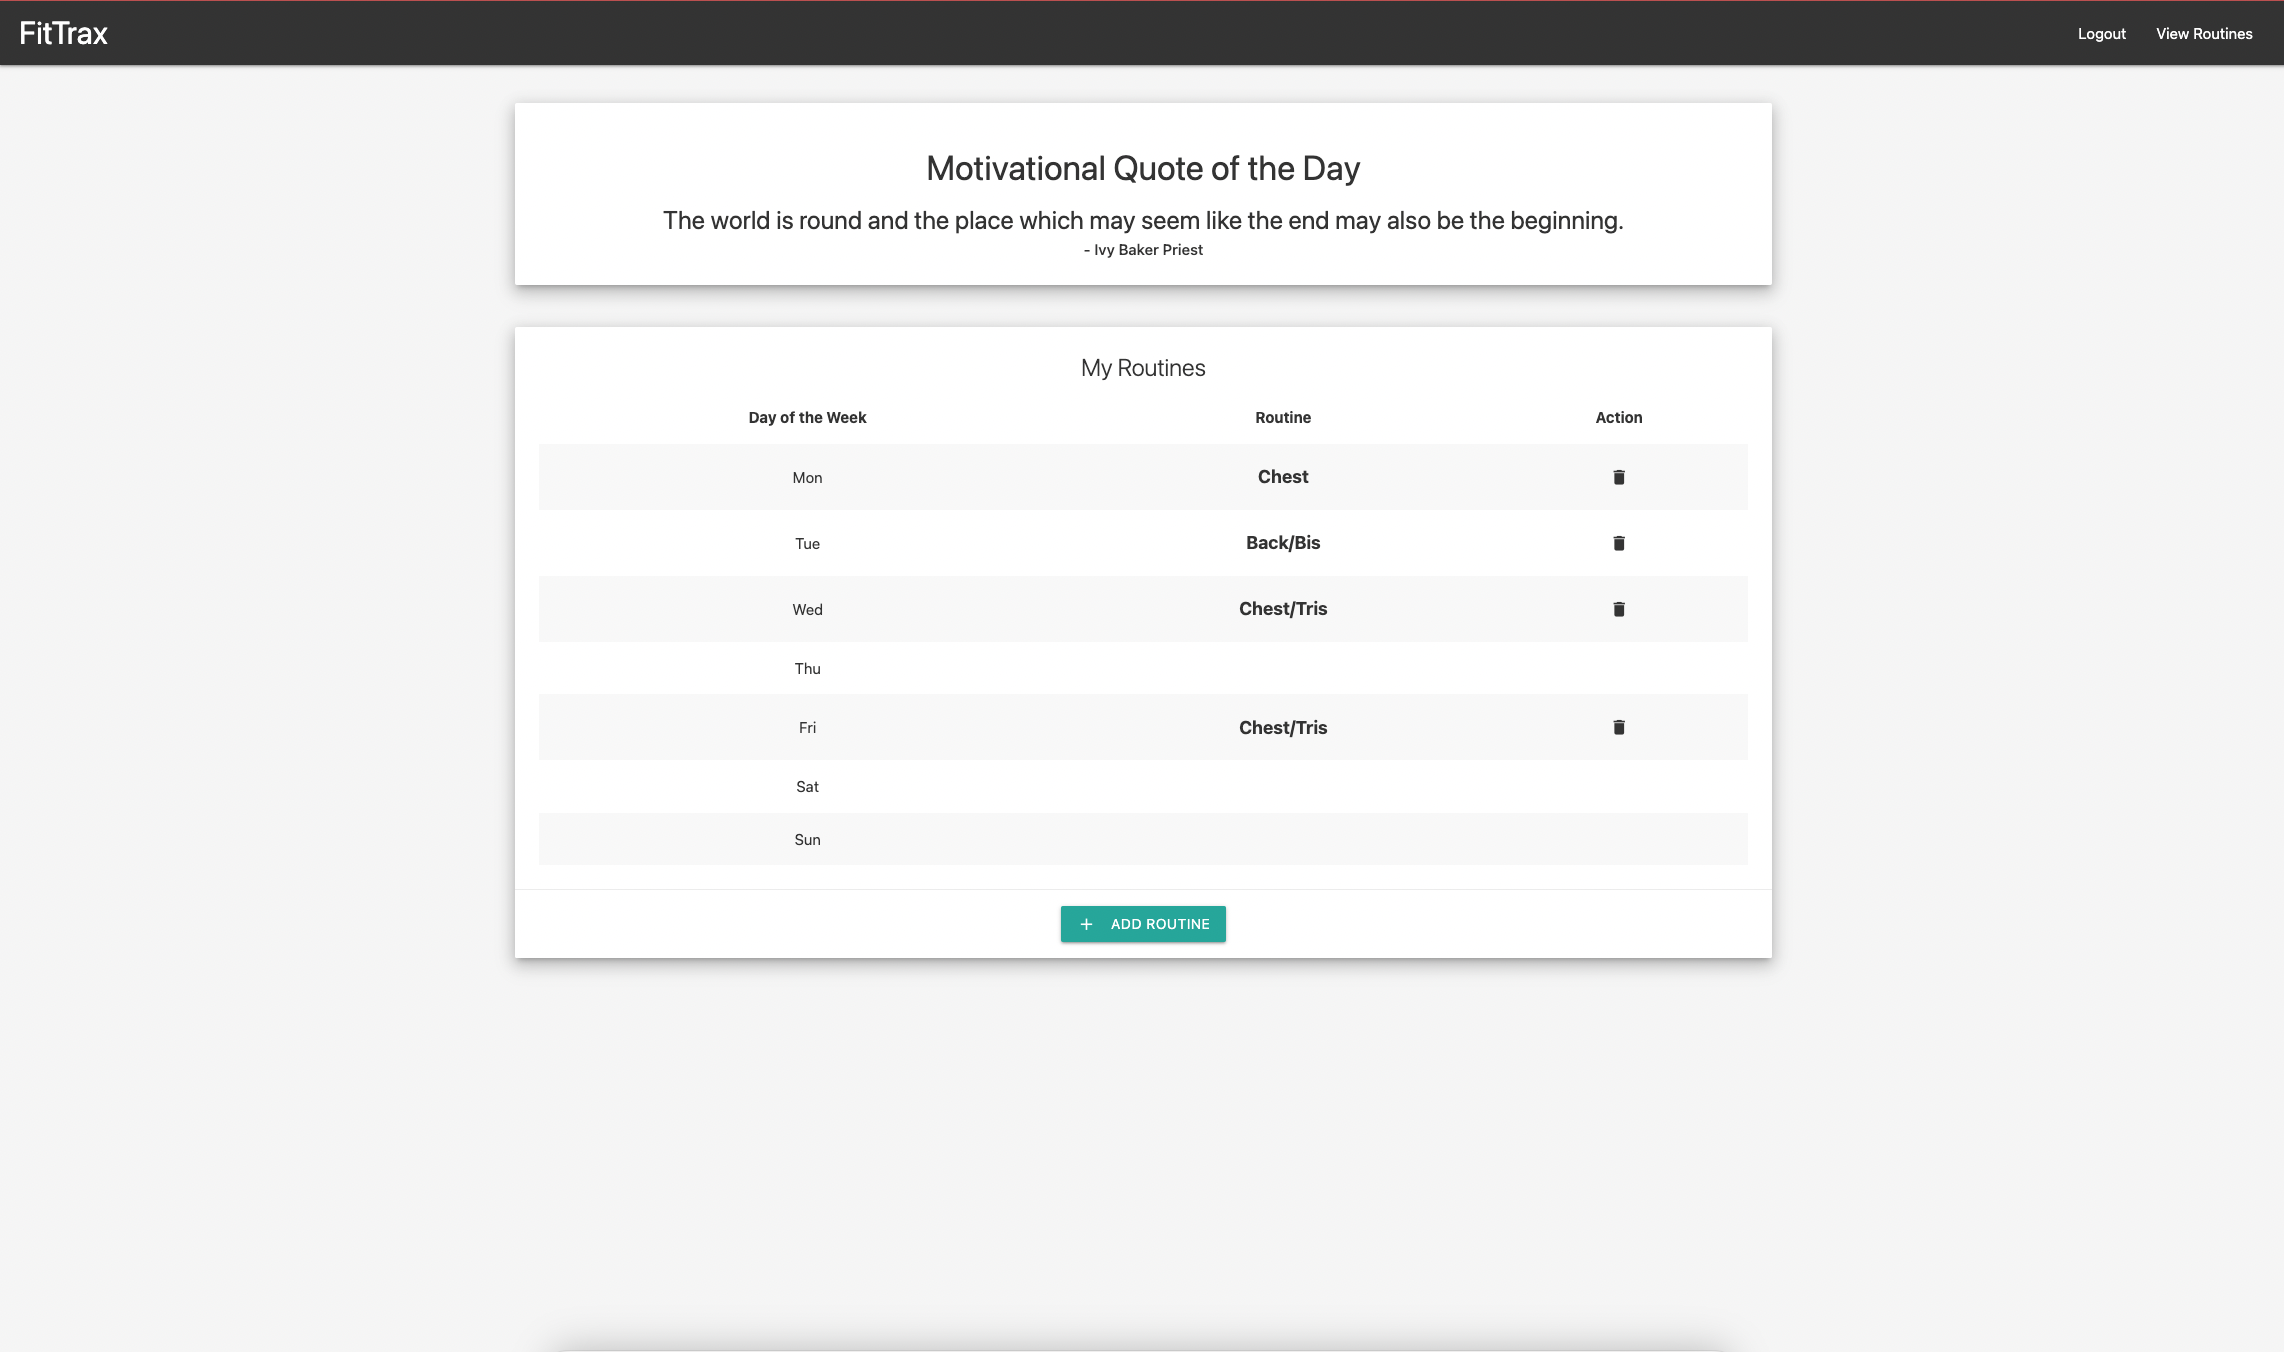 FitTrax
Logout View Routines
Motivational Quote of the Day
The world is round and the place which may seem like the end may also be the beginning.
- Ivy Baker Priest
My Routines
Day of the Week Routine Action
Mon Chest
Tue Back/Bis
Wed Chest/Tris
Thu
Fri Chest/Tris
Sat
Sun
+ ADD ROUTINE